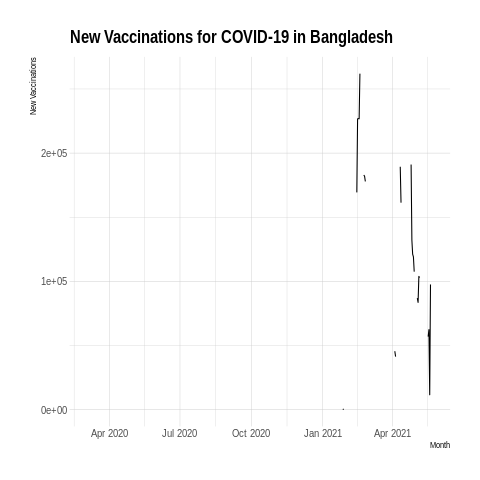 New Vaccinations for COVID-19 in Bangladesh
New Vaccinations
2e+05
1e+05
0e+00
Apr 2020 Jul 2020 Oct 2020 Jan 2021 Apr 2021
Month